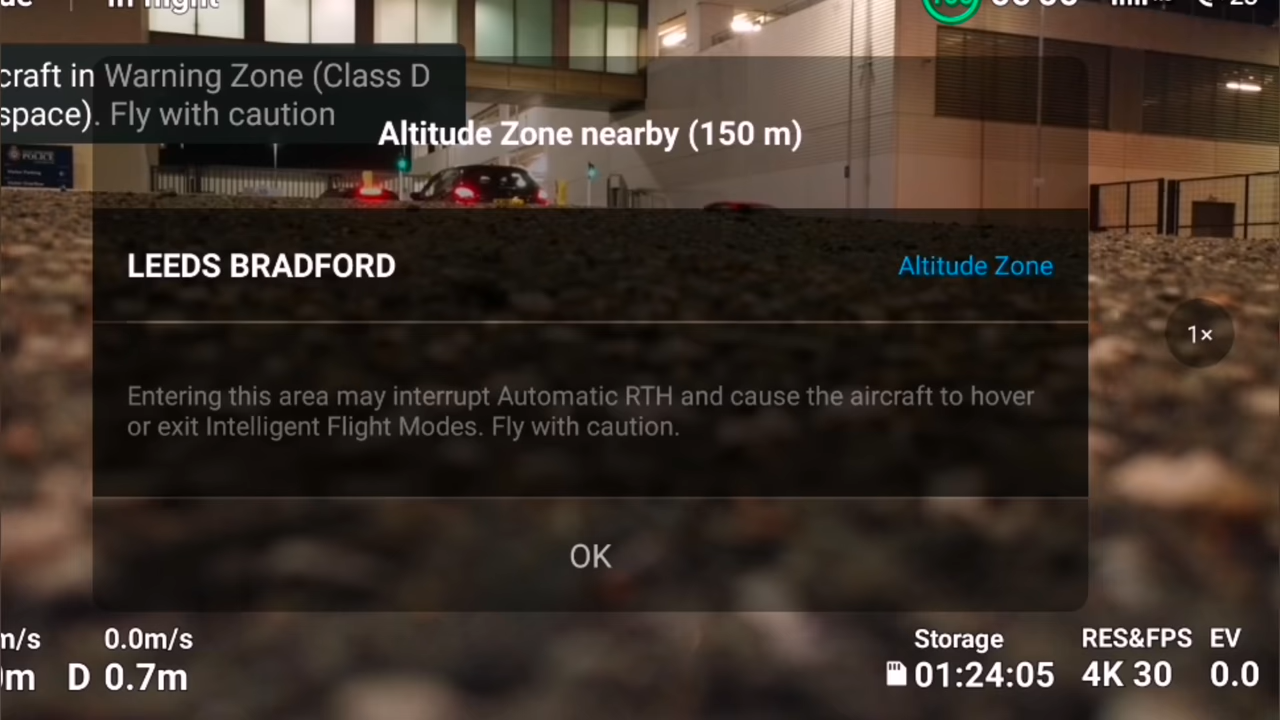 In Flight
craft in Warning Zone (Class D
space). Fly with caution
Altitude Zone nearby (150 m)
POLICE
LEEDS BRADFORD
Altitude Zone
1×
Entering this area may interrupt Automatic RTH and cause the aircraft to hover
or exit Intelligent Flight Modes. Fly with caution.
OK
m/s 0.0m/s
m D 0.7m
Storage RES&FPS EV
01:24:05 4K 30 0.0